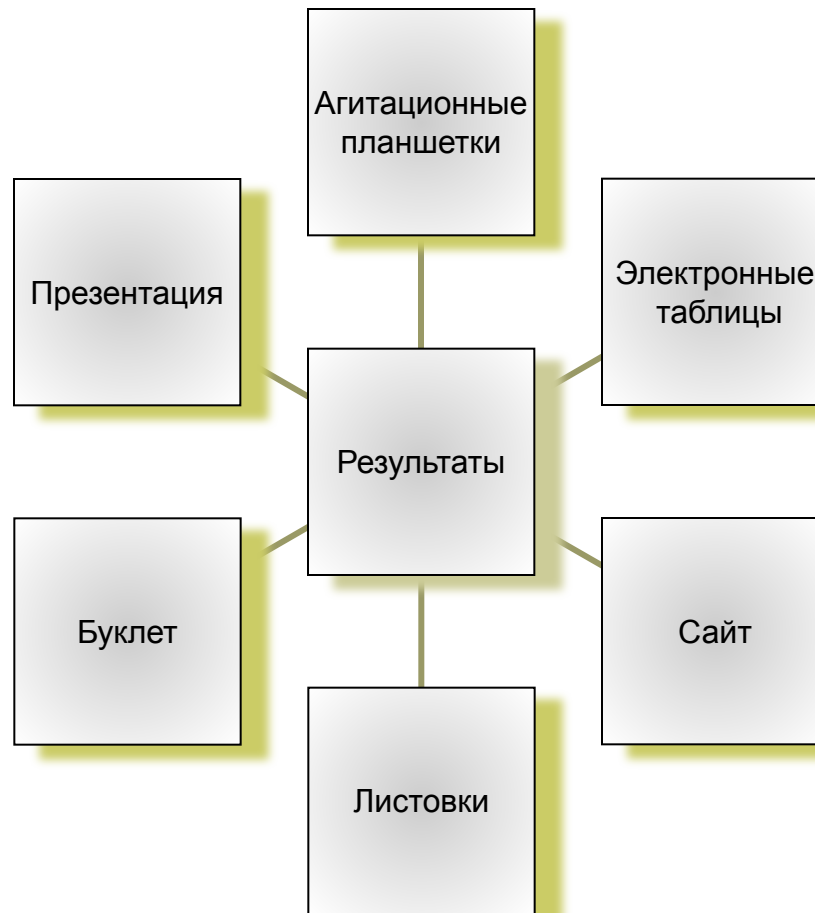 Агитационные
планшетки
Презентация
Электронные
таблицы
Результаты
Буклет
Сайт
Листовки